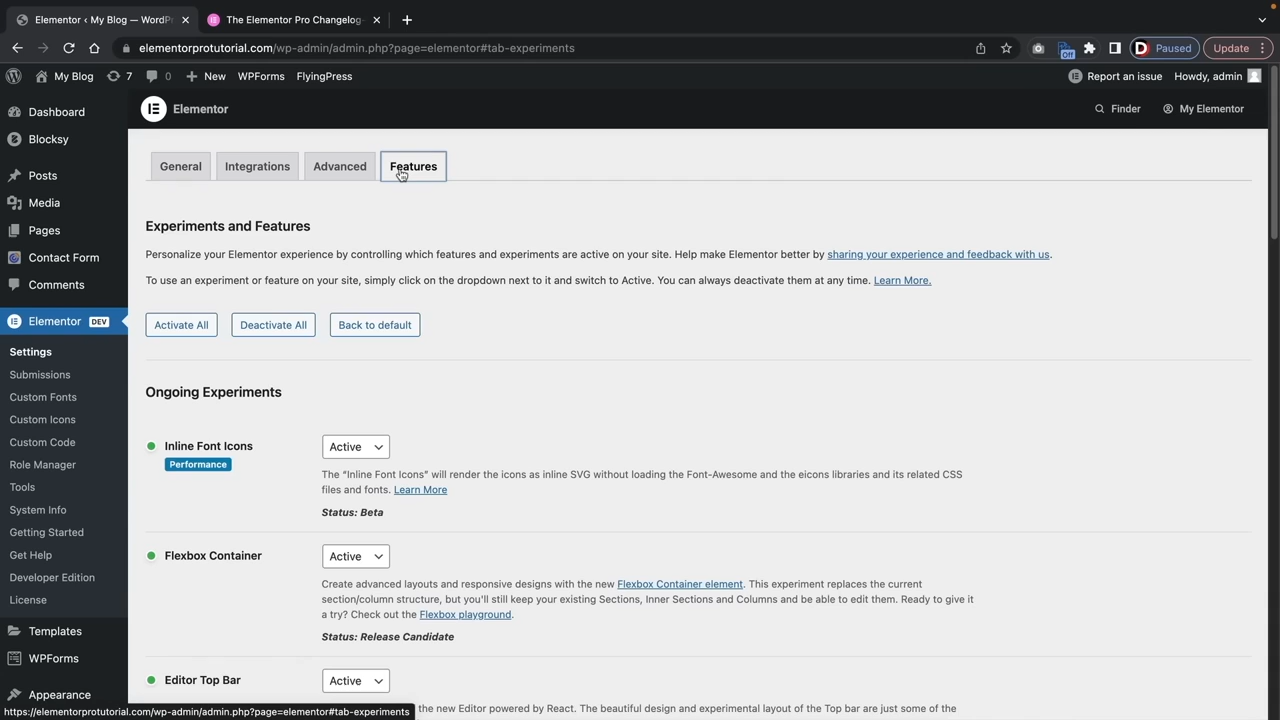 Elementor ‹ My Blog — WordPr
The Elementor Pro Changelog -
elementorprotutorial.com/wp-admin/admin.php?page=elementor#tab-experiments
Off
D
Paused
Update
My Blog
7
0
New
WPForms
FlyingPress
Report an issue
Howdy, admin
Dashboard
Blocksy
Posts
Media
Pages
Contact Form
Comments
Elementor DEV
Settings
Submissions
Custom Fonts
Custom Icons
Custom Code
Role Manager
Tools
System Info
Getting Started
Get Help
Developer Edition
License
Templates
WPForms
Appearance
Elementor
Finder
My Elementor
General
Integrations
Advanced
Features
Experiments and Features
Personalize your Elementor experience by controlling which features and experiments are active on your site. Help make Elementor better by sharing your experience and feedback with us.
To use an experiment or feature on your site, simply click on the dropdown next to it and switch to Active. You can always deactivate them at any time. Learn More.
Activate All
Deactivate All
Back to default
Ongoing Experiments
Inline Font Icons
Performance
Active
The “Inline Font Icons” will render the icons as inline SVG without loading the Font-Awesome and the eicons libraries and its related CSS
files and fonts. Learn More
Status: Beta
Flexbox Container
Active
Create advanced layouts and responsive designs with the new Flexbox Container element. This experiment replaces the current
section/column structure, but you'll still keep your existing Sections, Inner Sections and Columns and be able to edit them. Ready to give it
a try? Check out the Flexbox playground.
Status: Release Candidate
Editor Top Bar
Active
the new Editor powered by React. The beautiful design and experimental layout of the Top bar are just some of the
https://elementorprotutorial.com/wp-admin/admin.php?page=elementor#tab-experiments